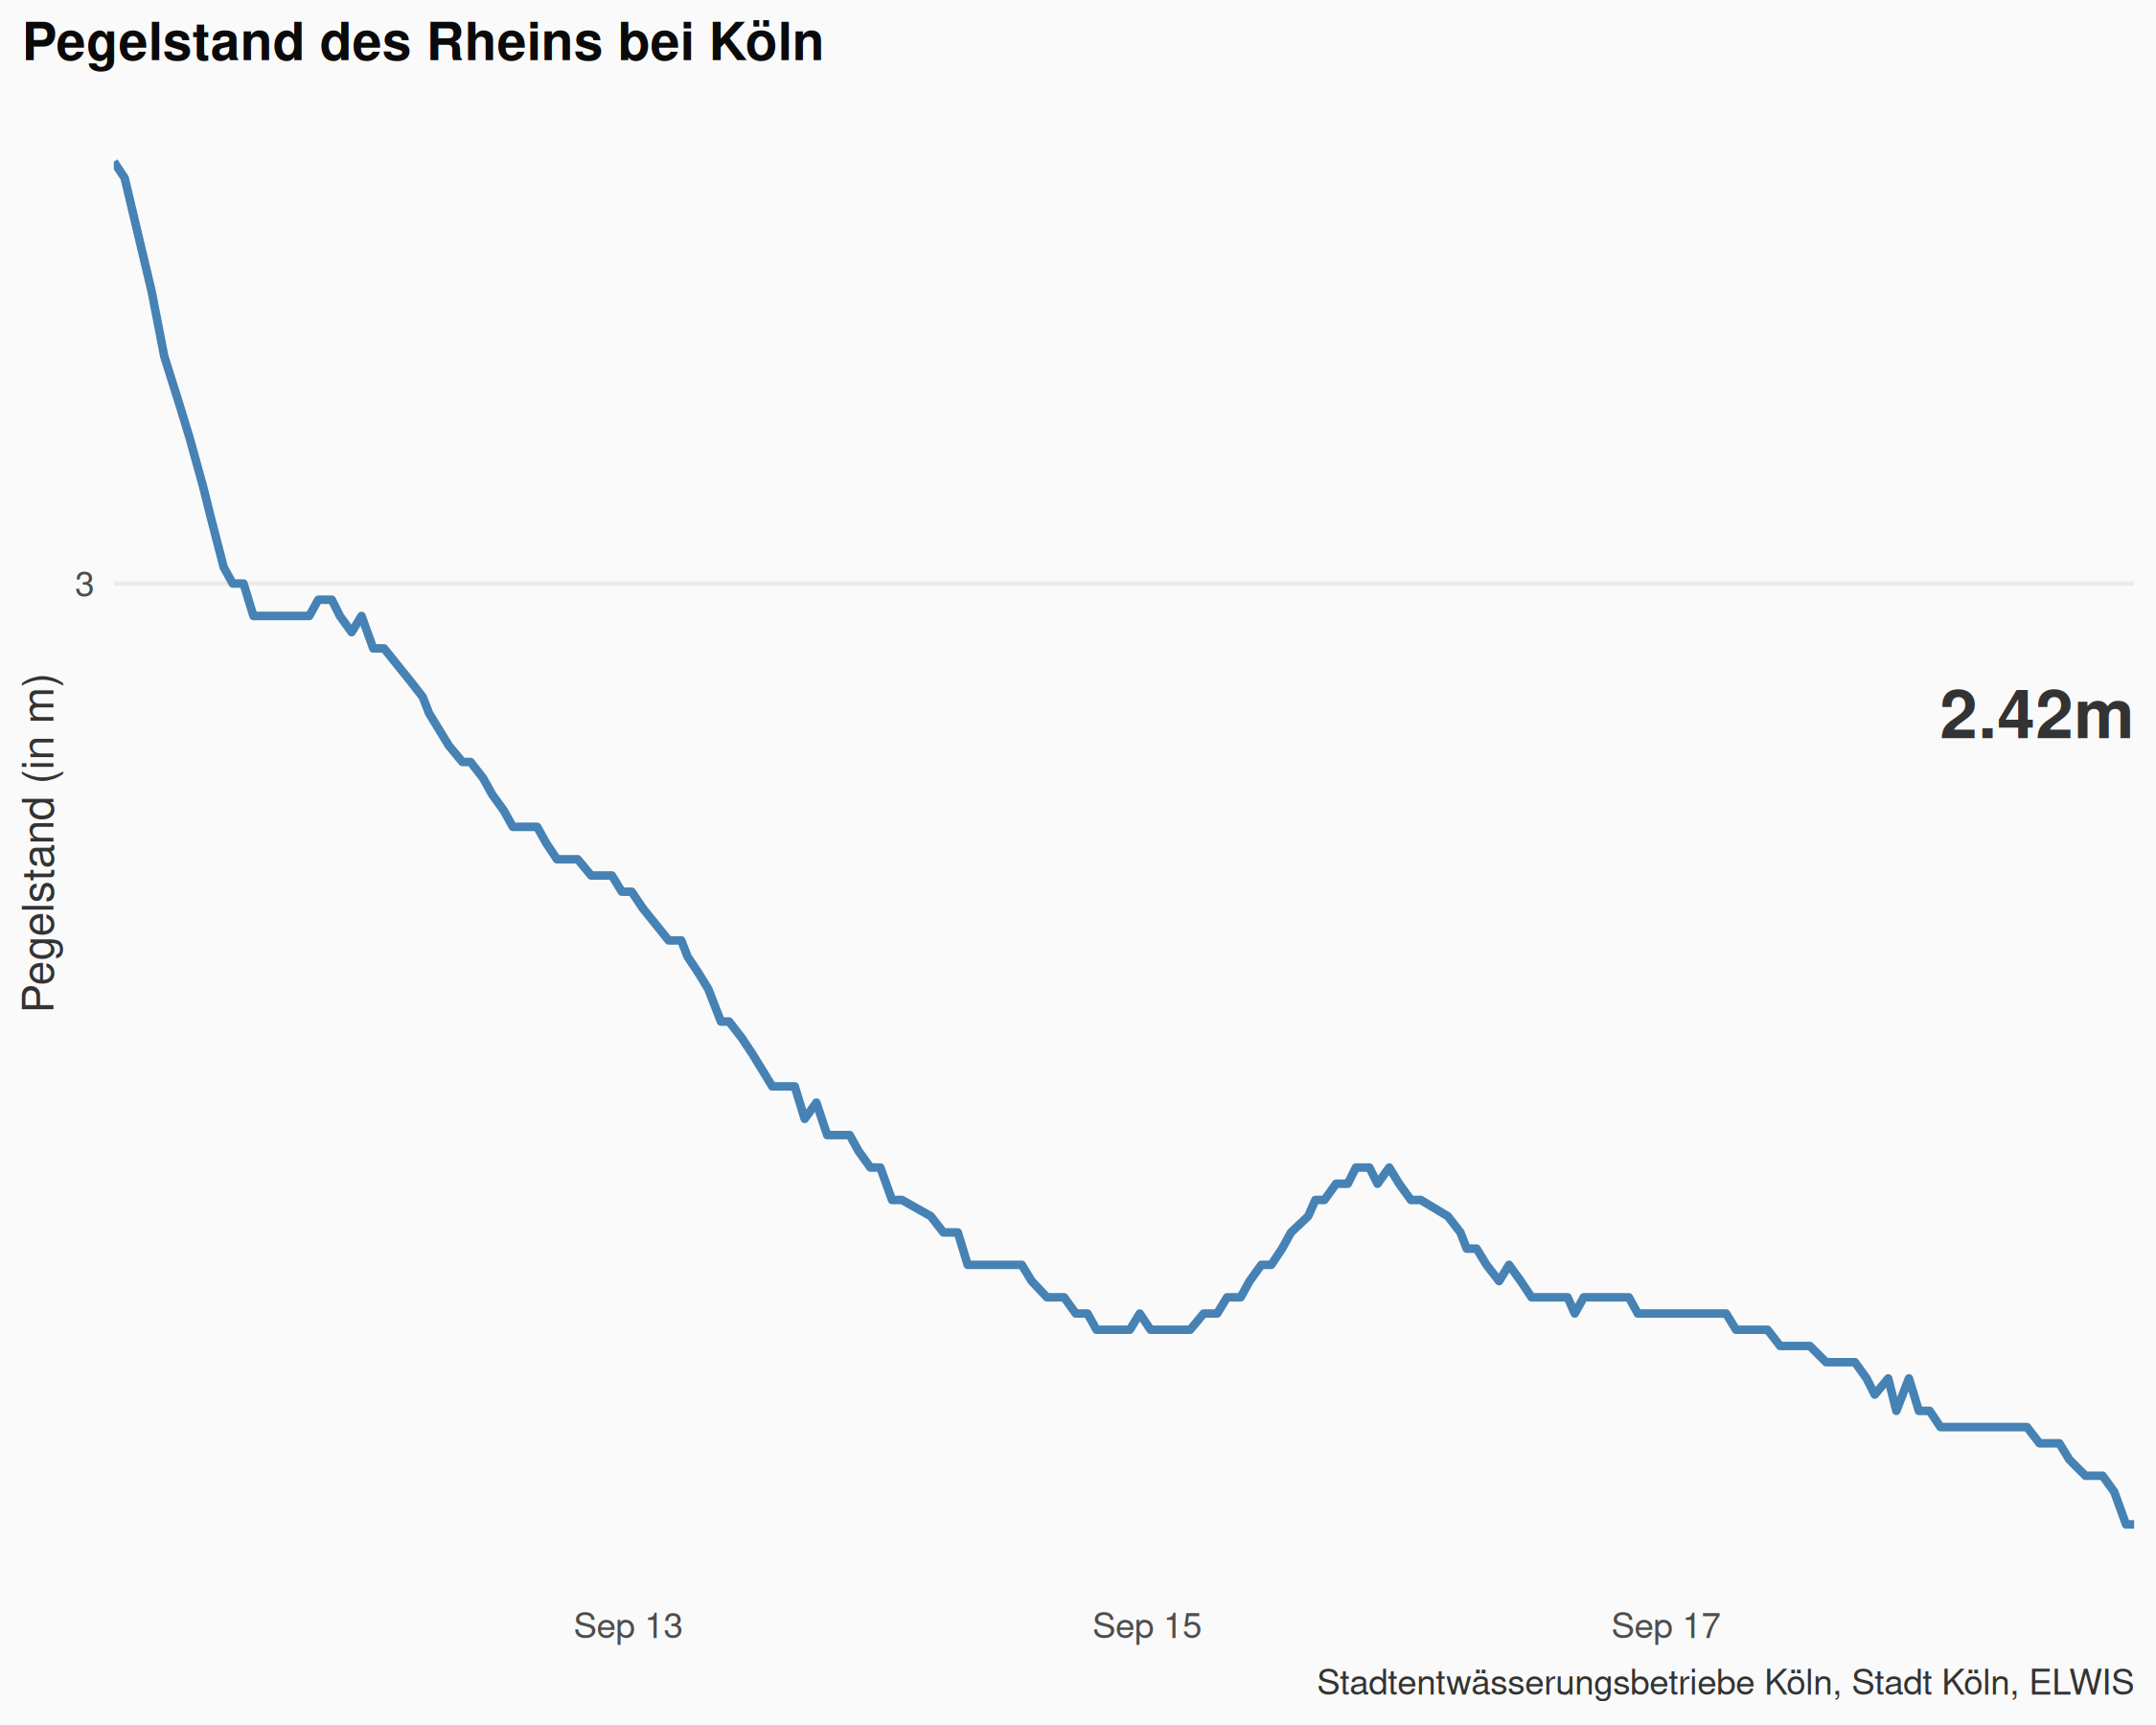 Pegelstand des Rheins bei Köln
3
2.42m
Pegelstand (in m)
Sep 13
Sep 15
Sep 17
Stadtentwässerungsbetriebe Köln, Stadt Köln, ELWIS